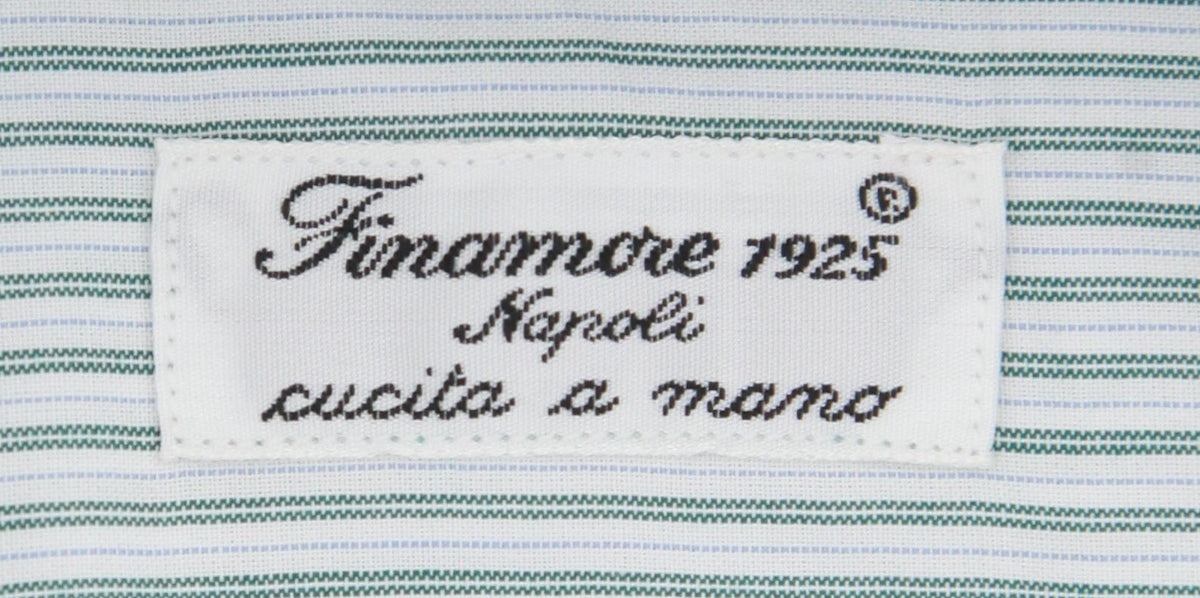 Finamore 1925®
Napoli
cucita a mano